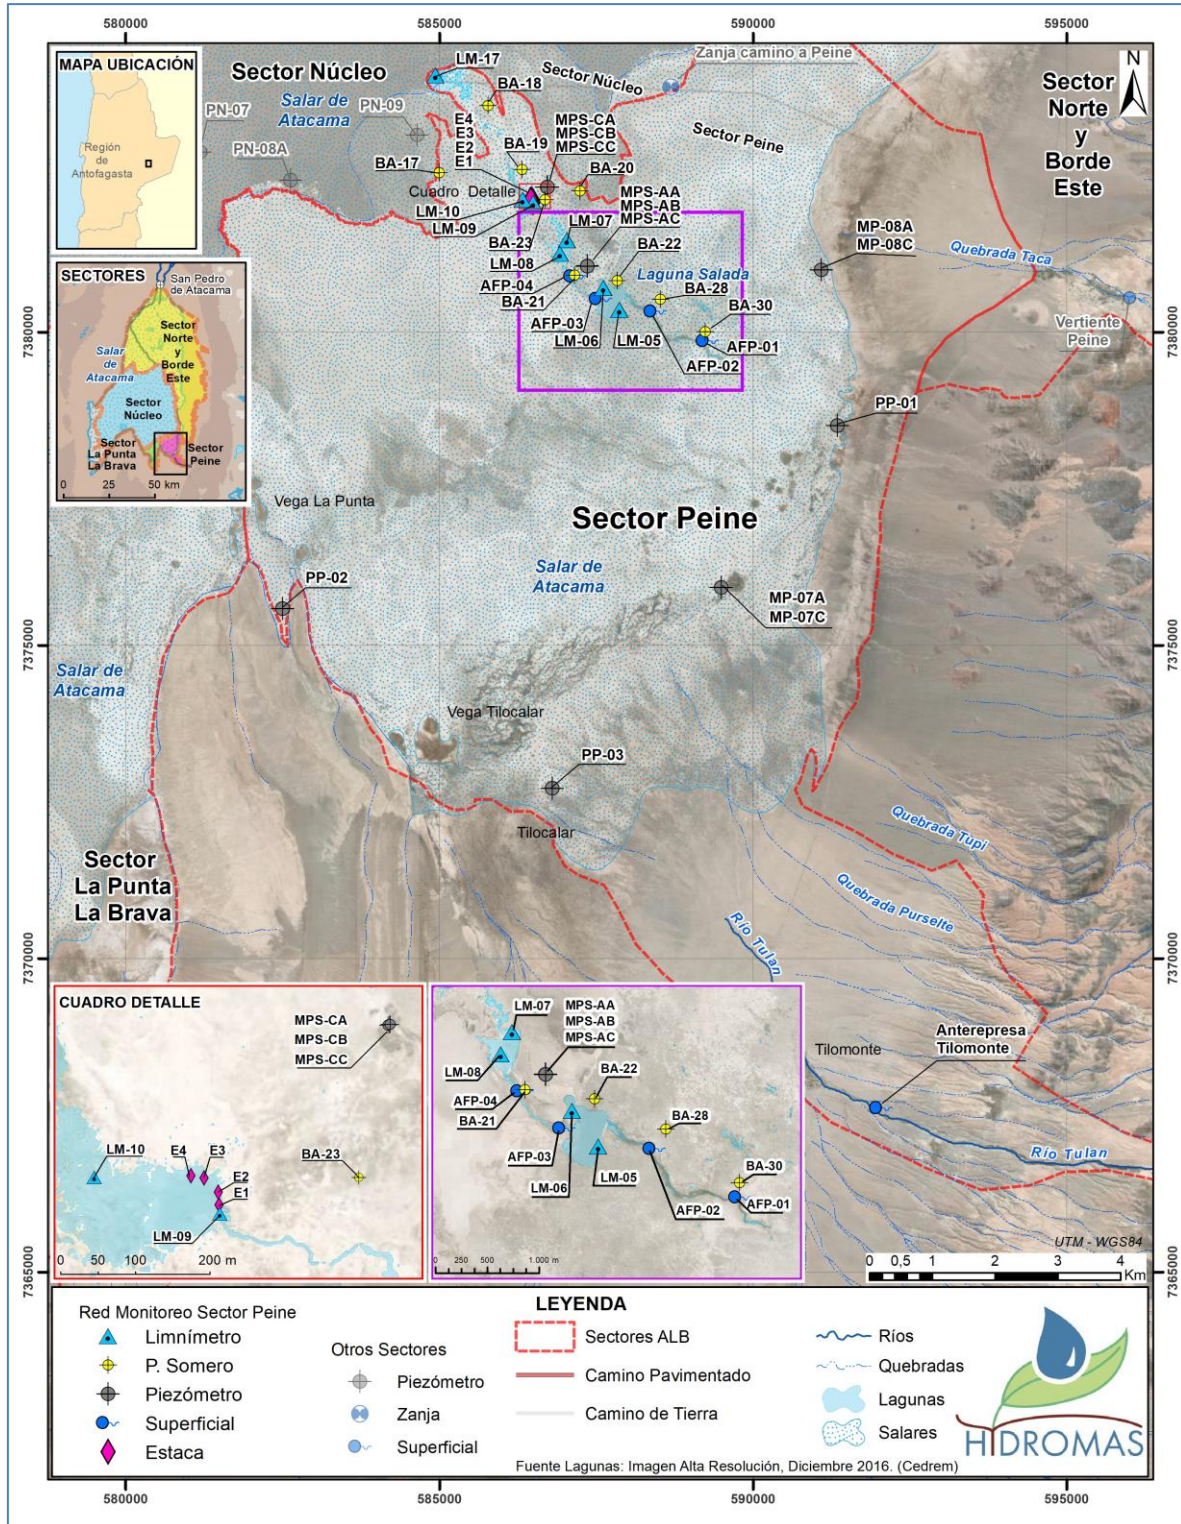 580000
585000
590000
595000
MAPA UBICACIÓN
Región
de
Antofagasta
Sector Núcleo
Salar de
Atacama
PN-07
PN-08A
PN-09
LM-17
BA-18
E4
E3
E2
E1
BA-17
BA-19
MPS-CA
MPS-CB
MPS-CC
BA-20
Cuadro Detalle
LM-10
LM-09
BA-23
Sector Núcleo
Zanja camino a Peine
Sector Peine
N
Sector
Norte
y
Borde
Este
MPS-AA
MPS-AB
MPS-AC
LM-07
BA-22
LM-08
AFP-04
BA-21
AFP-03
LM-06
LM-05
Laguna Salada
BA-28
BA-30
AFP-01
AFP-02
MP-08A
MP-08C
Quebrada Taca
Vertiente
Peine
PP-01
SECTORES
San Pedro
de Atacama
Sector
Norte
y
Borde
Este
Salar
de
Atacama
Sector
Núcleo
Sector
La Punta
La Brava
Sector
Peine
0 25 50 km
7380000
7380000
Vega La Punta
Sector Peine
Salar de
Atacama
PP-02
MP-07A
MP-07C
7375000
7375000
Salar de
Atacama
Vega Tilocalar
PP-03
Tilocalar
Quebrada Tupi
Quebrada Purselte
Sector
La Punta
La Brava
Río Tulan
7370000
7370000
Anterepresa
Tilomonte
Tilomonte
Río Tulan
CUADRO DETALLE
MPS-CA
MPS-CB
MPS-CC
LM-10
E4
E3
E2
E1
BA-23
LM-09
0 50 100 200 m
LM-07
MPS-AA
MPS-AB
MPS-AC
LM-08
BA-22
AFP-04
BA-21
BA-28
AFP-03
LM-06
LM-05
AFP-02
BA-30
AFP-01
0 250 500 1.000 m
UTM - WGS84
0 0,5 1 2 3 4
Km
7365000
7365000
LEYENDA
Red Monitoreo Sector Peine
Limnímetro
P. Somero
Piezómetro
Superficial
Estaca
Otros Sectores
Piezómetro
Zanja
Superficial
Sectores ALB
Camino Pavimentado
Camino de Tierra
Ríos
Quebradas
Lagunas
Salares
HIDROMAS
Fuente Lagunas: Imagen Alta Resolución, Diciembre 2016. (Cedrem)
580000
585000
590000
595000